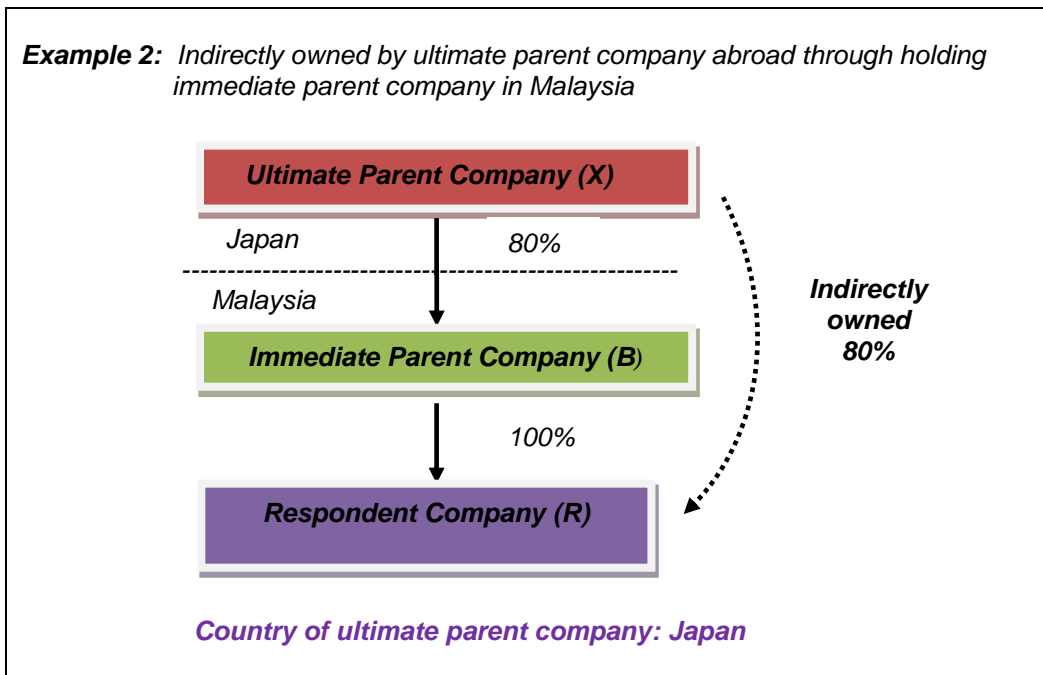 Example 2: Indirectly owned by ultimate parent company abroad through holding
immediate parent company in Malaysia
Ultimate Parent Company (X)
Japan
80%
Malaysia
Indirectly
owned
80%
Immediate Parent Company (B)
100%
Respondent Company (R)
Country of ultimate parent company: Japan